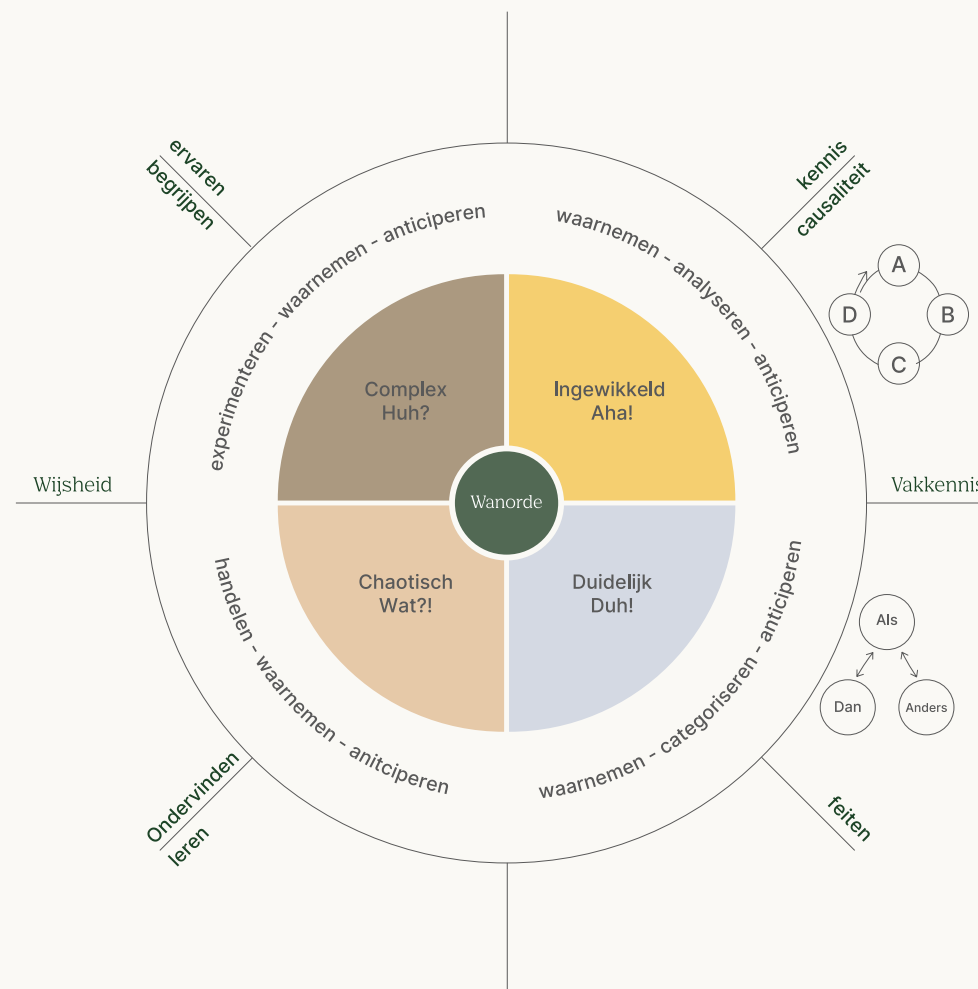 ervaren
begrijpen
kennis
causaliteit
experimenteren - waarnemen - anticiperen
waarnemen - analyseren - anticiperen
A
D
B
C
Complex
Huh?
Ingewikkeld
Aha!
Wijsheid
Wanorde
Vakkennis
Chaotisch
Wat?!
Duidelijk
Duh!
handelen - waarnemen - anitciperen
waarnemen - categoriseren - anticiperen
Als
Dan
Anders
Ondervinden
leren
feiten